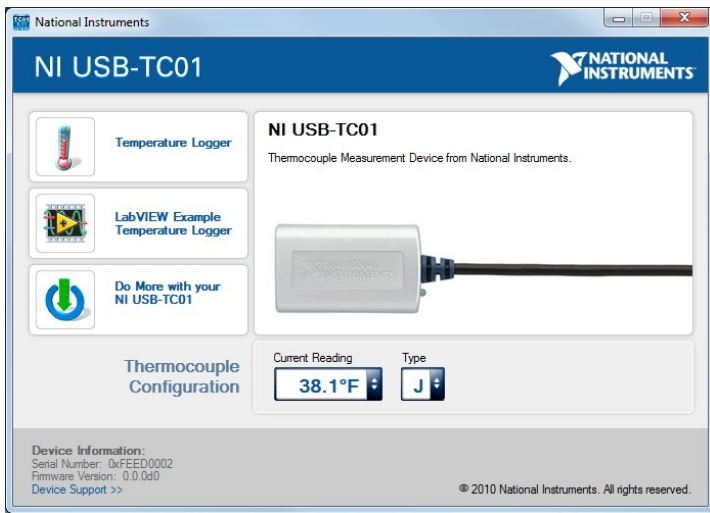 National Instruments
NI USB-TC01
NATIONAL
INSTRUMENTS
Temperature Logger
LabVIEW Example
Temperature Logger
Do More with your
NI USB-TC01
NI USB-TC01
Thermocouple Measurement Device from National Instruments.
NATIONAL
INSTRUMENTS
Thermocouple
Configuration
Current Reading
Type
38.1°F
J
Device Information:
Serial Number: 0xFEED0002
Firmware Version: 0.0.0d0
Device Support >>
© 2010 National Instruments. All rights reserved.